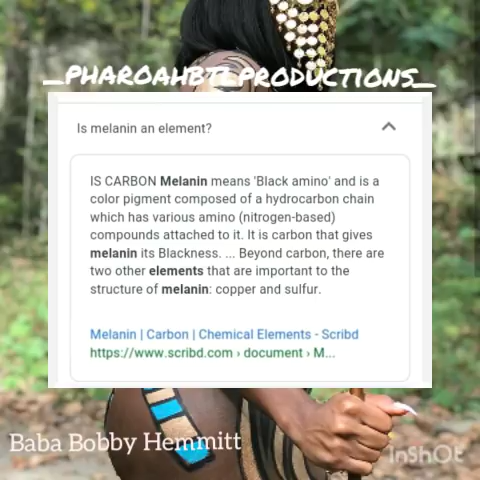 _PHAROAHBTZ PRODUCTIONS_
Is melanin an element?
IS CARBON Melanin means 'Black amino' and is a
color pigment composed of a hydrocarbon chain
which has various amino (nitrogen-based)
compounds attached to it. It is carbon that gives
melanin its Blackness. ... Beyond carbon, there are
two other elements that are important to the
structure of melanin: copper and sulfur.
Melanin | Carbon | Chemical Elements - Scribd
https://www.scribd.com › document › M...
Baba Bobby Hemmitt
InShOt